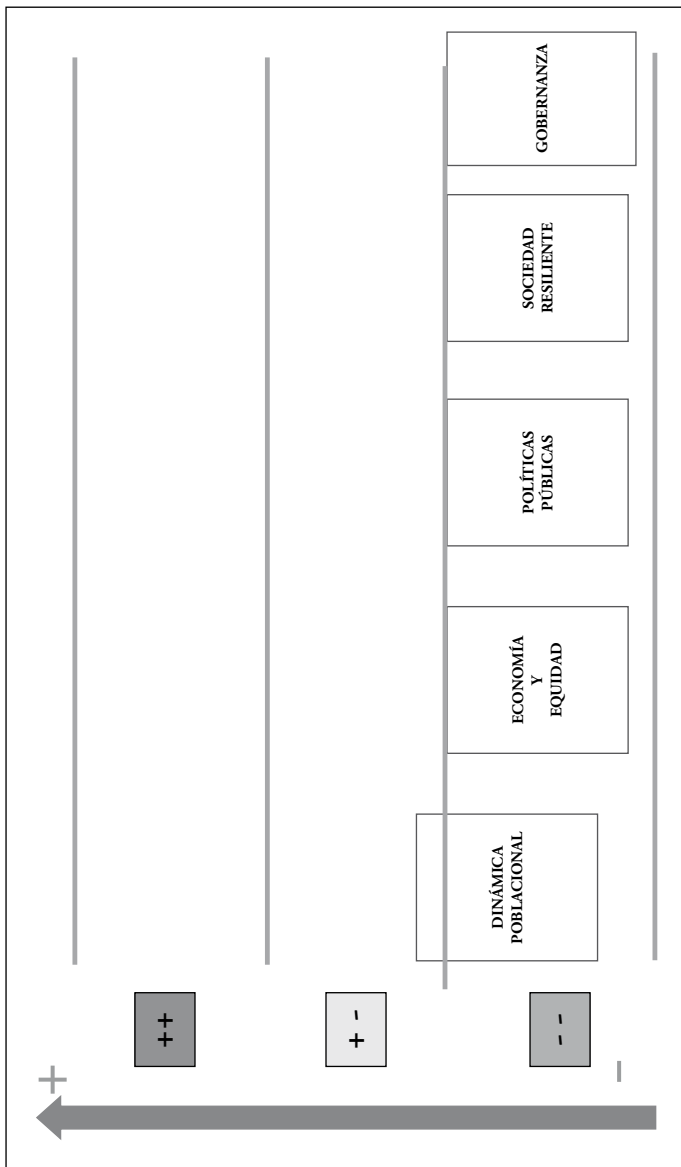 +
++
+ -
- -
-
DINÁMICA
POBLACIONAL
ECONOMÍA
Y
EQUIDAD
POLÍTICAS
PÚBLICAS
SOCIEDAD
RESILIENTE
GOBERNANZA